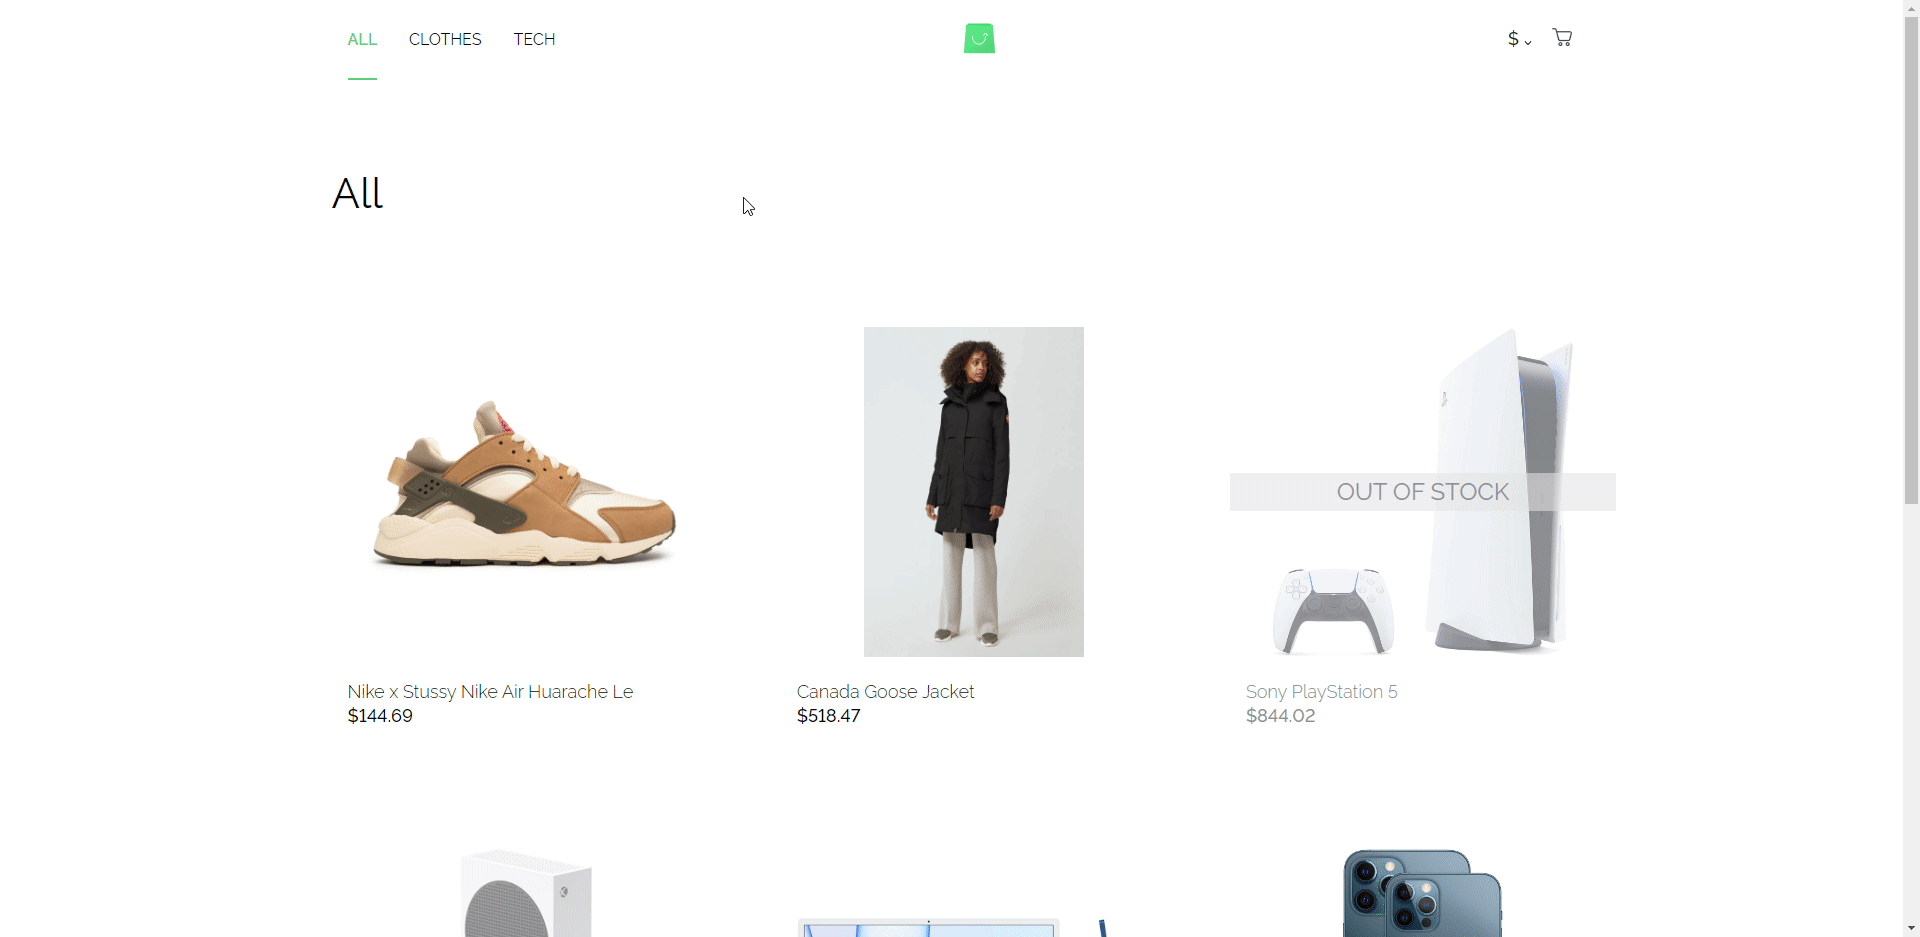 ALL CLOTHES TECH
$
All
OUT OF STOCK
Nike x Stussy Nike Air Huarache Le
$144.69
Canada Goose Jacket
$518.47
Sony PlayStation 5
$844.02